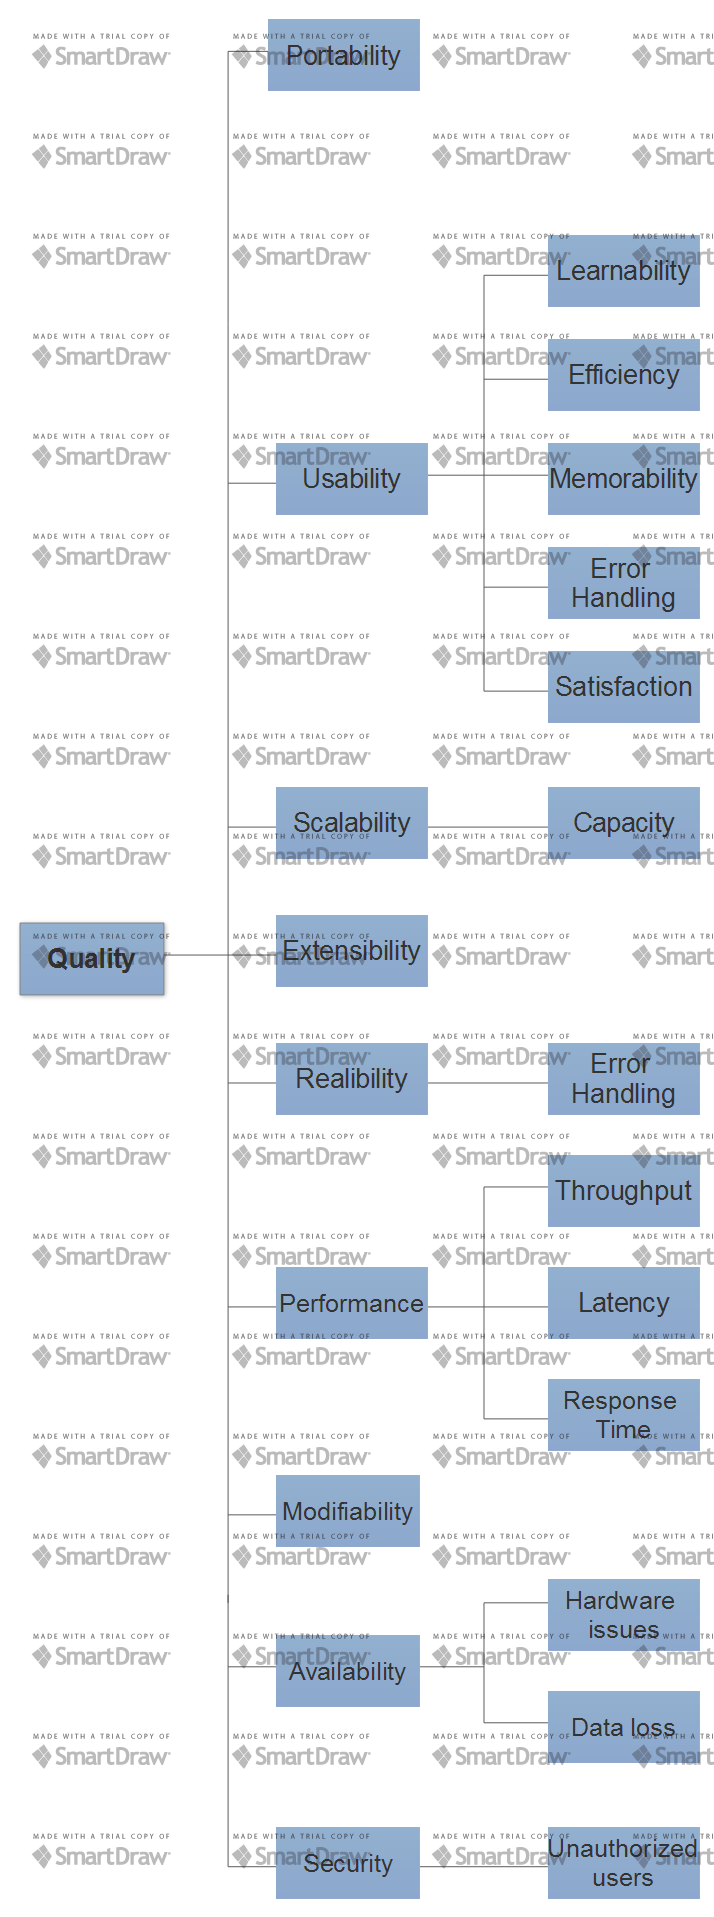 MADE WITH A TRIAL COPY OF
SmartDraw
Portability
Learnability
Efficiency
Usability
Memorability
Error
Handling
Satisfaction
Scalability
Capacity
Quality
Extensibility
Realibility
Error
Handling
Throughput
Performance
Latency
Response
Time
Modifiability
Hardware
issues
Availability
Data loss
Security
Unauthorized
users